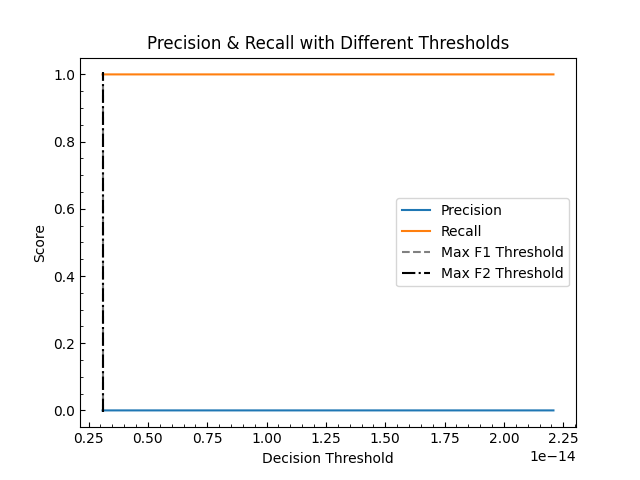 Precision & Recall with Different Thresholds
1.0
0.8
0.6
0.4
0.2
0.0
Score
Precision
Recall
Max F1 Threshold
Max F2 Threshold
0.25 0.50 0.75 1.00 1.25 1.50 1.75 2.00 2.25
1e−14
Decision Threshold